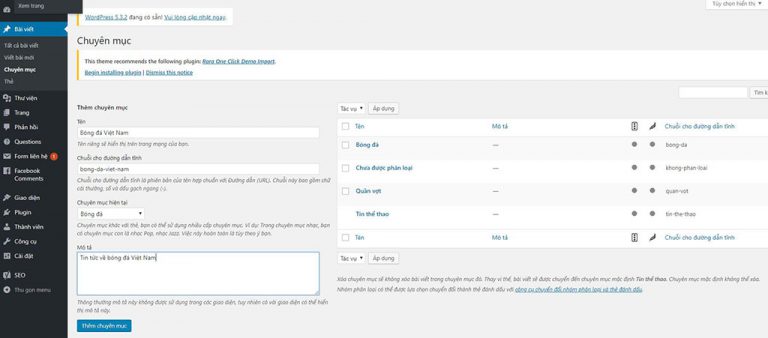 Xem trang
Tùy chọn hiển thị
WordPress 5.3.2 đang có sẵn! Vui lòng cập nhật ngay.
Bài viết
Tất cả bài viết
Viết bài mới
Chuyên mục
Thẻ
Thư viện
Trang
Phản hồi
Questions
Form liên hệ 1
Facebook
Comments
Giao diện
Plugin
Thành viên
Công cụ
Cài đặt
SEO
Thu gọn menu
Chuyên mục
This theme recommends the following plugin: Rara One Click Demo Import.
Begin installing plugin | Dismiss this notice
Thêm chuyên mục
Tên
Bóng đá Việt Nam
Tên riêng sẽ hiển thị trên trang mạng của bạn.
Chuỗi cho đường dẫn tĩnh
bong-da-viet-nam
Chuỗi cho đường dẫn tĩnh là phiên bản của tên hợp chuẩn với Đường dẫn (URL). Chuỗi này bao gồm chữ
cái thường, số và dấu gạch ngang (-).
Chuyên mục hiện tại
Bóng đá
Chuyên mục khác với thẻ, bạn có thể sử dụng nhiều cấp chuyên mục. Ví dụ: Trong chuyên mục nhạc, bạn
có chuyên mục con là nhạc Pop, nhạc Jazz. Việc này hoàn toàn là tùy theo ý bạn.
Mô tả
Tin tức về bóng đá Việt Nam
Thông thường mô tả này không được sử dụng trong các giao diện, tuy nhiên có vài giao diện có thể hiển
thị mô tả này.
Thêm chuyên mục
Tìm k
Tác vụ Áp dụng
Tên Mô tả Chuỗi cho đường dẫn tĩnh
Bóng đá — bong-da
Chưa được phân loại — khong-phan-loai
Quần vợt — quan-vot
Tin thể thao — tin-the-thao
Tên Mô tả Chuỗi cho đường dẫn tĩnh
Tác vụ Áp dụng
Xóa chuyên mục sẽ không xóa bài viết trong chuyên mục đó. Thay vì thế, bài viết sẽ được chuyển đến chuyên mục mặc định Tin thể thao. Chuyên mục mặc định không thể xóa.
Nhóm phân loại có thể được lựa chọn chuyển đổi thành thẻ đánh dấu với công cụ chuyển đổi nhóm phân loại và thẻ đánh dấu.